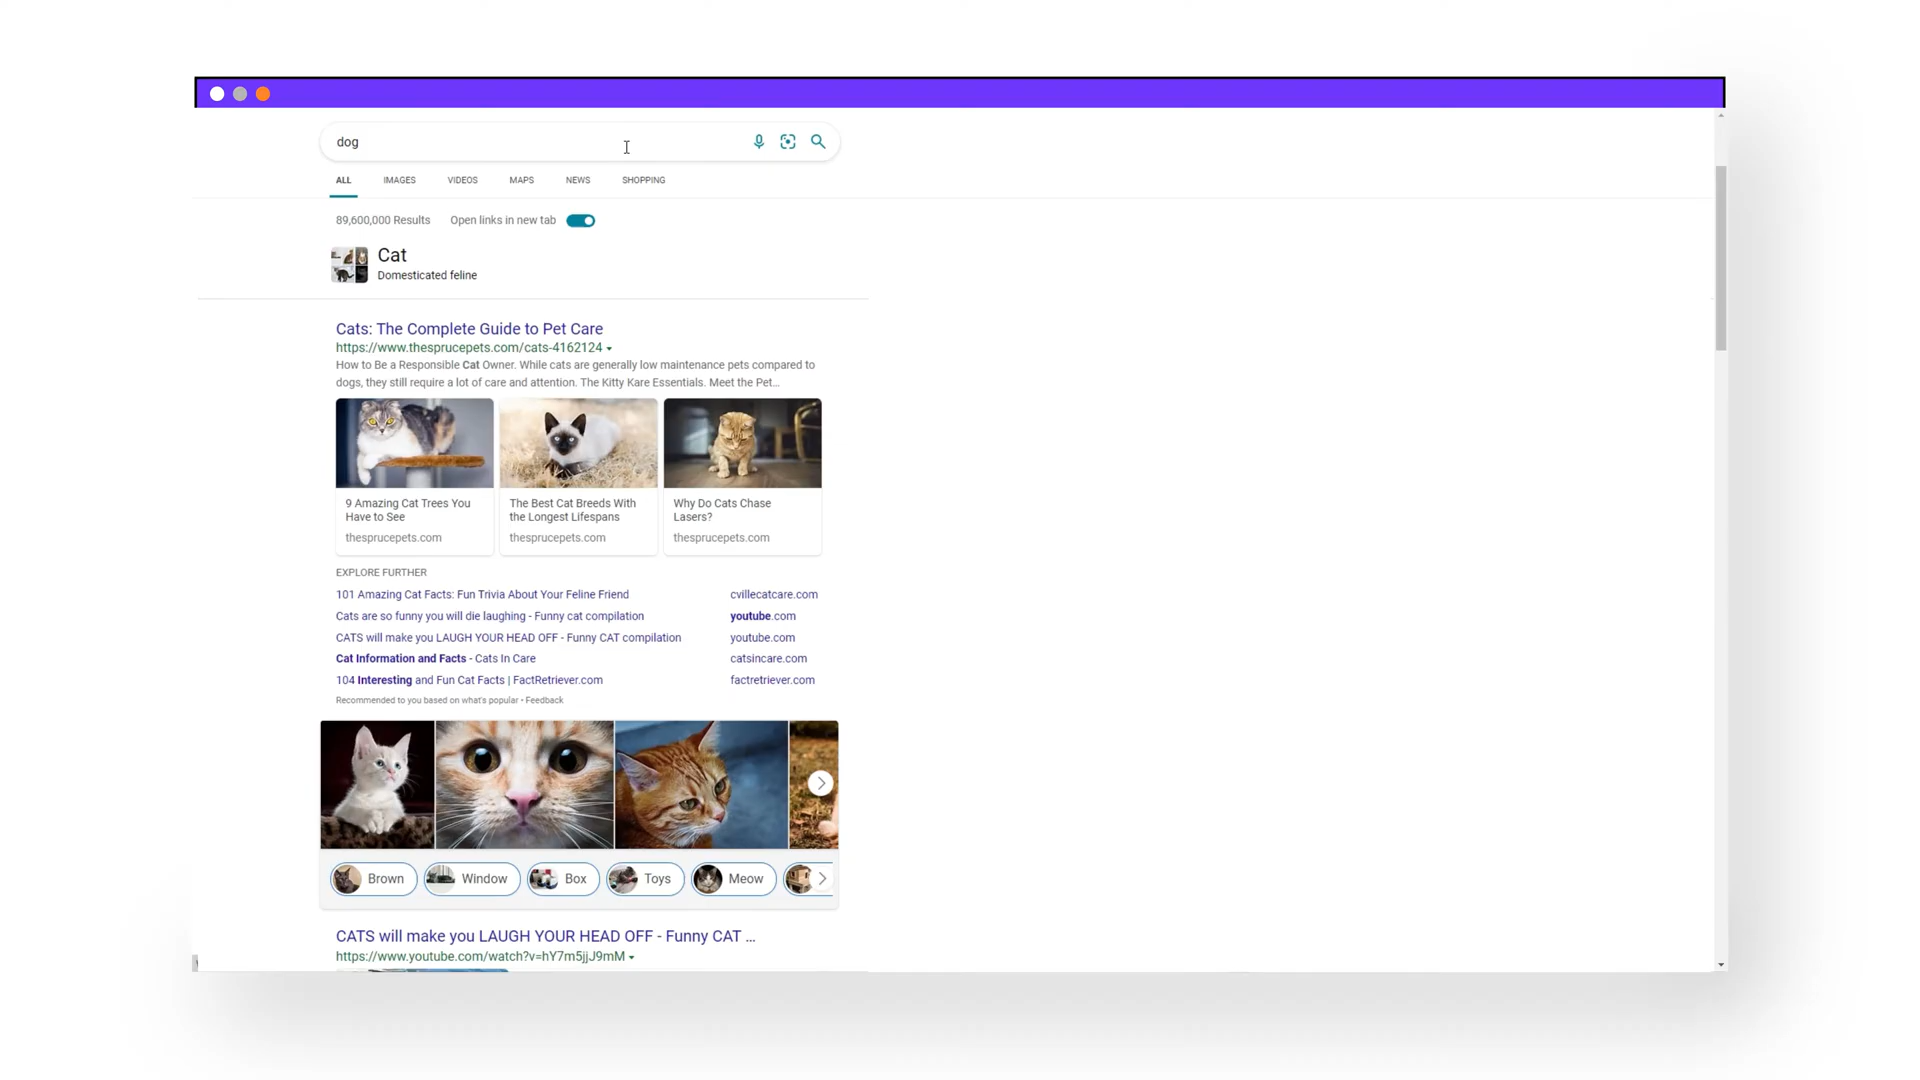 dog
ALL IMAGES VIDEOS MAPS NEWS SHOPPING
89,600,000 Results Open links in new tab
Cat
Domesticated feline
Cats: The Complete Guide to Pet Care
https://www.thesprucepets.com/cats-4162124
How to Be a Responsible Cat Owner. While cats are generally low maintenance pets compared to
dogs, they still require a lot of care and attention. The Kitty Kare Essentials. Meet the Pet...
9 Amazing Cat Trees You
Have to See
thesprucepets.com
The Best Cat Breeds With
the Longest Lifespans
thesprucepets.com
Why Do Cats Chase
Lasers?
thesprucepets.com
EXPLORE FURTHER
101 Amazing Cat Facts: Fun Trivia About Your Feline Friend cvillecatcare.com
Cats are so funny you will die laughing - Funny cat compilation youtube.com
CATS will make you LAUGH YOUR HEAD OFF - Funny CAT compilation youtube.com
Cat Information and Facts - Cats In Care catsincare.com
104 Interesting and Fun Cat Facts | FactRetriever.com factretriever.com
Recommended to you based on what's popular • Feedback
Brown Window Box Toys Meow
CATS will make you LAUGH YOUR HEAD OFF - Funny CAT ...
https://www.youtube.com/watch?v=hY7m5jjJ9mM